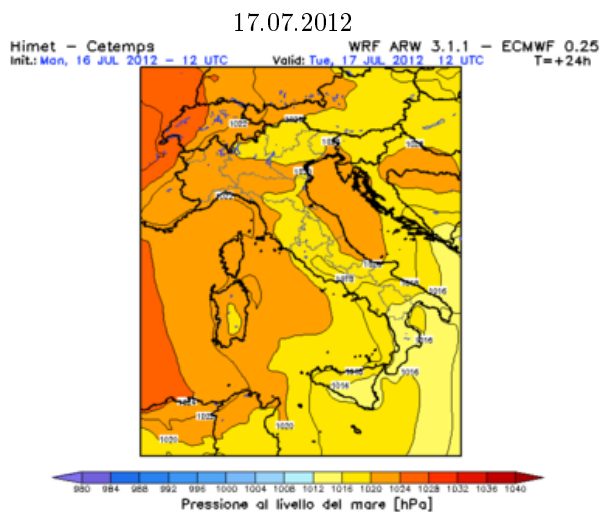 17.07.2012
Himet - Cetemps WRF ARW 3.1.1 - ECMWF 0.25
Init.: Mon, 16 JUL 2012 - 12 UTC Valid: Tue, 17 JUL 2012 12 UTC T=+24h
1022
1018
1016
1016
1016
1016
1020
1020
980 984 988 992 996 1000 1004 1008 1012 1016 1020 1024 1028 1032 1036 1040
Pressione al livello del mare [hPa]